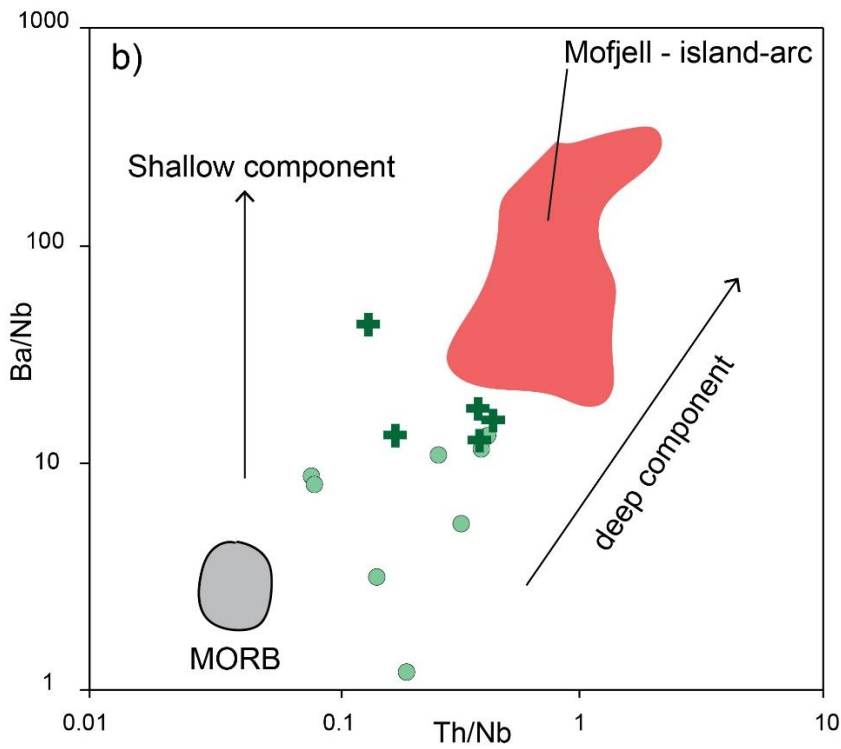 1000
b)
Mofjell - island-arc
Shallow component
100
Ba/Nb
10
deep component
MORB
1
0.01
0.1
Th/Nb
1
10